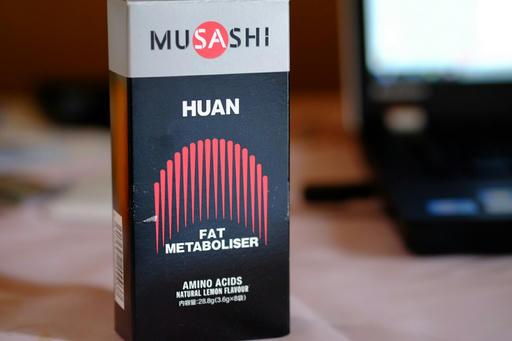 MUSASHI
HUAN
FAT
METABOLISER
AMINO ACIDS
NATURAL LEMON FLAVOUR
内容量:28.8g(3.6g×8袋)